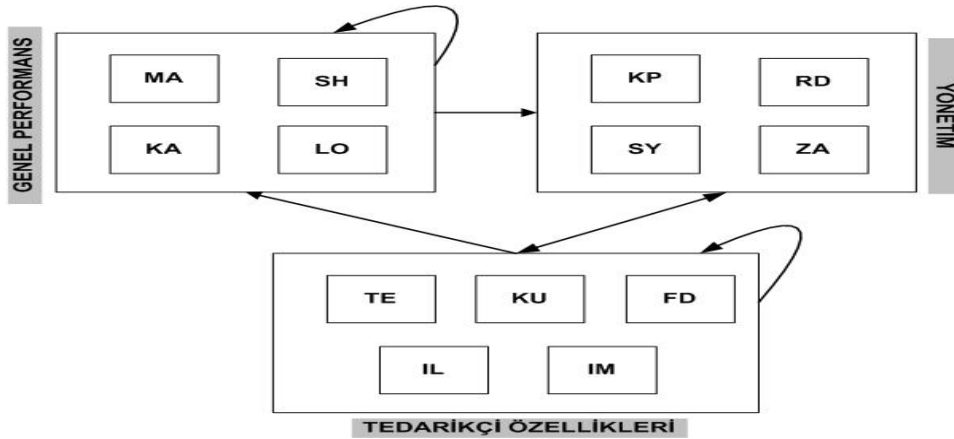 GENEL PERFORMANS
MA
SH
KA
LO
KP
RD
SY
ZA
YÖNETİM
TE
KU
FD
IL
IM
TEDARİKÇİ ÖZELLİKLERİ